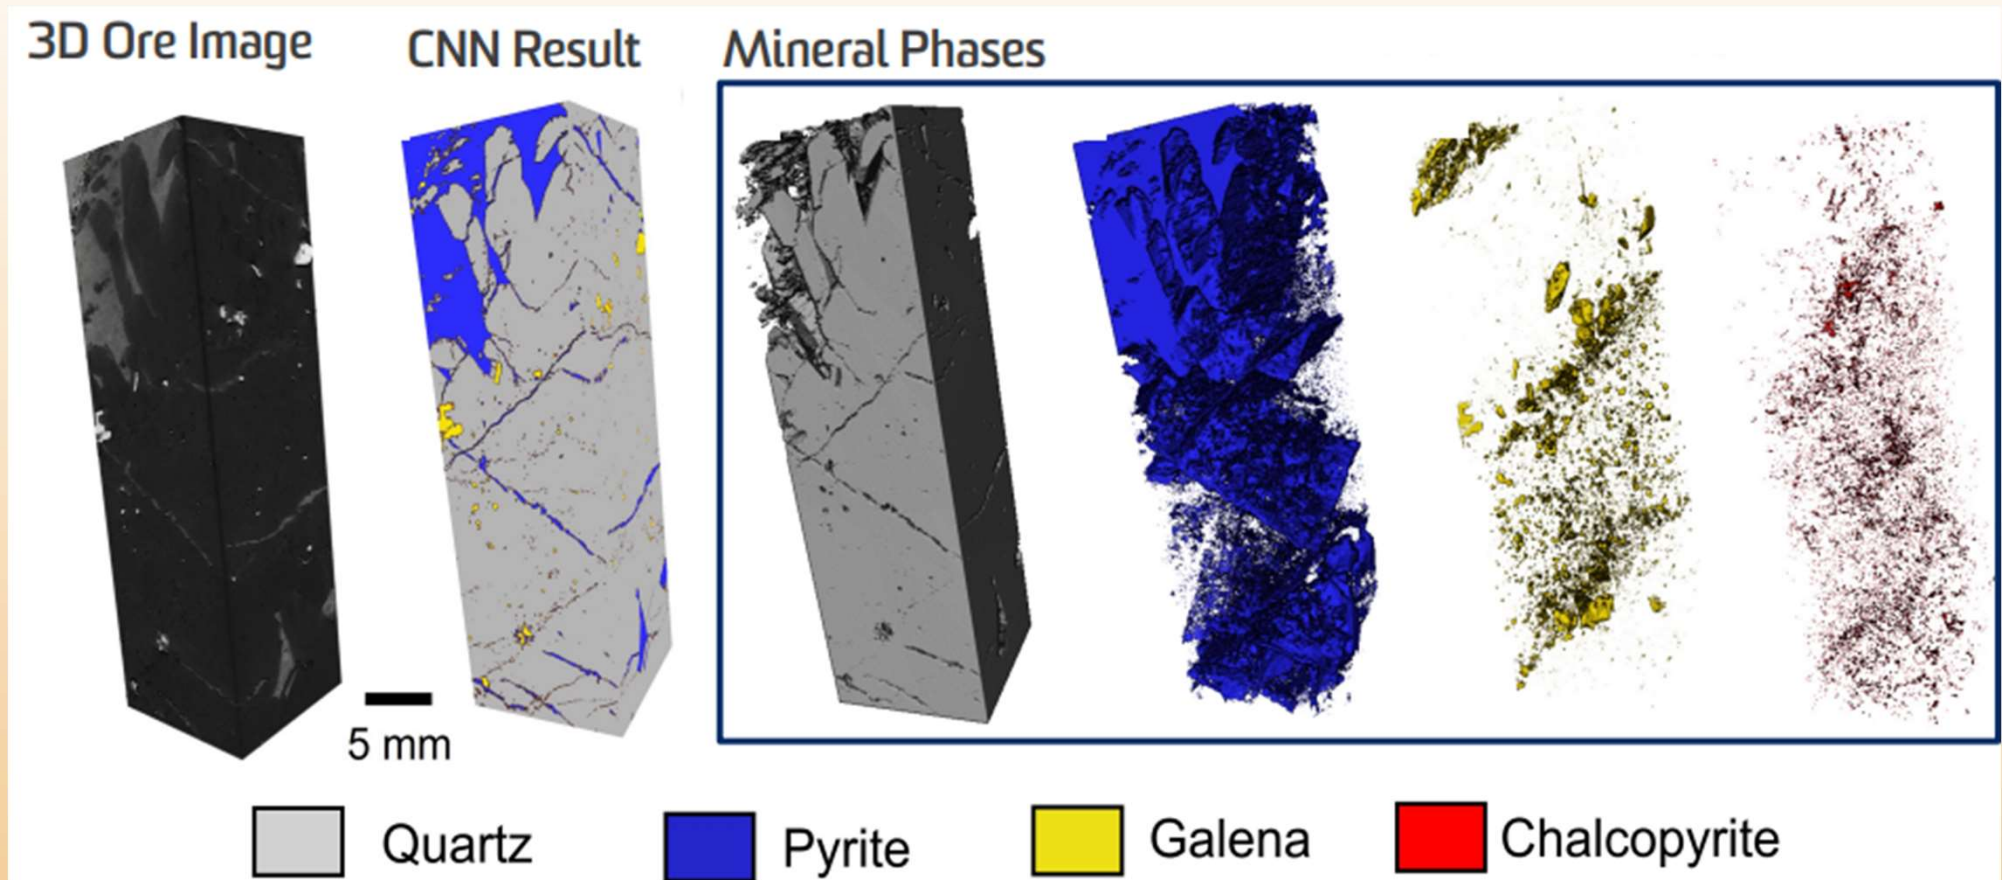 3D Ore Image
CNN Result
Mineral Phases
5 mm
Quartz
Pyrite
Galena
Chalcopyrite